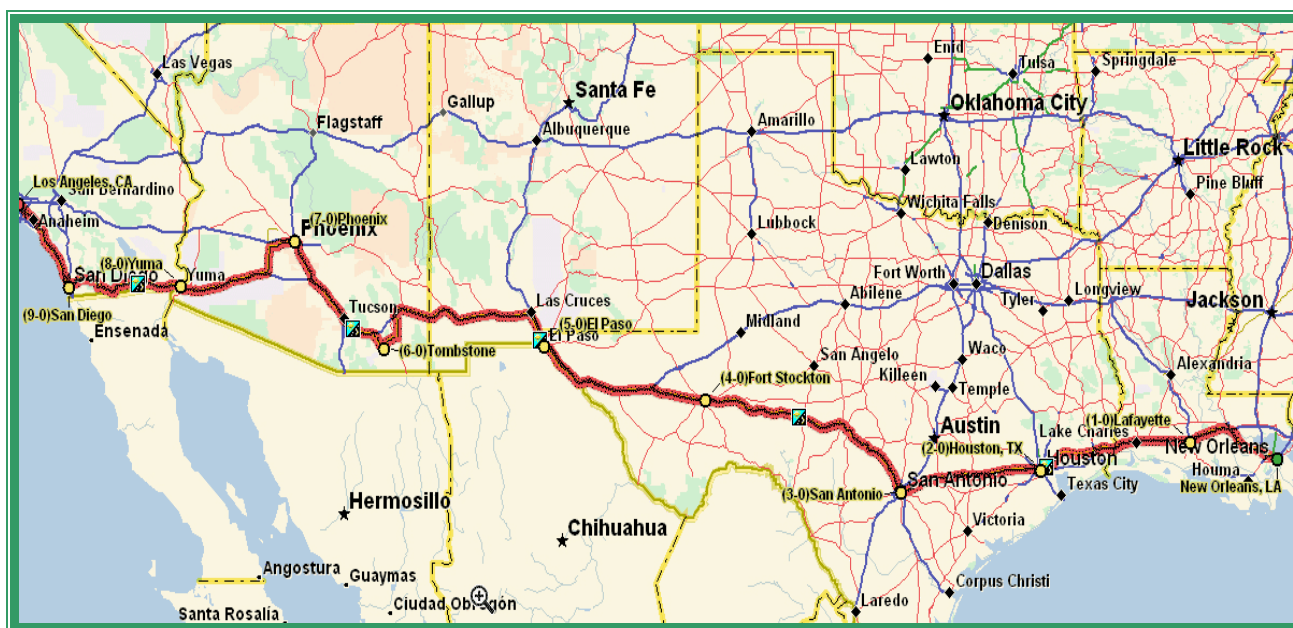 Enid
Las Vegas
Tulsa
Springdale
Santa Fe
Gallup
Oklahoma City
Flagstaff
Albuquerque
Amarillo
Little Rock
Lawton
Los Angeles, CA
San Bernardino
Pine Bluff
Wichita Falls
Anaheim
(7-0)Phoenix
Phoenix
Lubbock
Denison
(8-0)Yuma
San Diego
Yuma
Fort Worth
Dallas
Tyler
Longview
Abilene
Jackson
Las Cruces
Tucson
(9-0)San Diego
(5-0)El Paso
El Paso
Midland
Ensenada
(6-0)Tombstone
San Angelo
Waco
Alexandria
(4-0)Fort Stockton
Killeen
Temple
Austin
(1-0)Lafayette
Lake Charles
(2-0)Houston, TX
Houston
New Orleans
San Antonio
Houma
(3-0)San Antonio
New Orleans, LA
Texas City
Hermosillo
Victoria
Chihuahua
Angostura
Guaymas
Corpus Christi
Laredo
Ciudad Obregón
Santa Rosalía